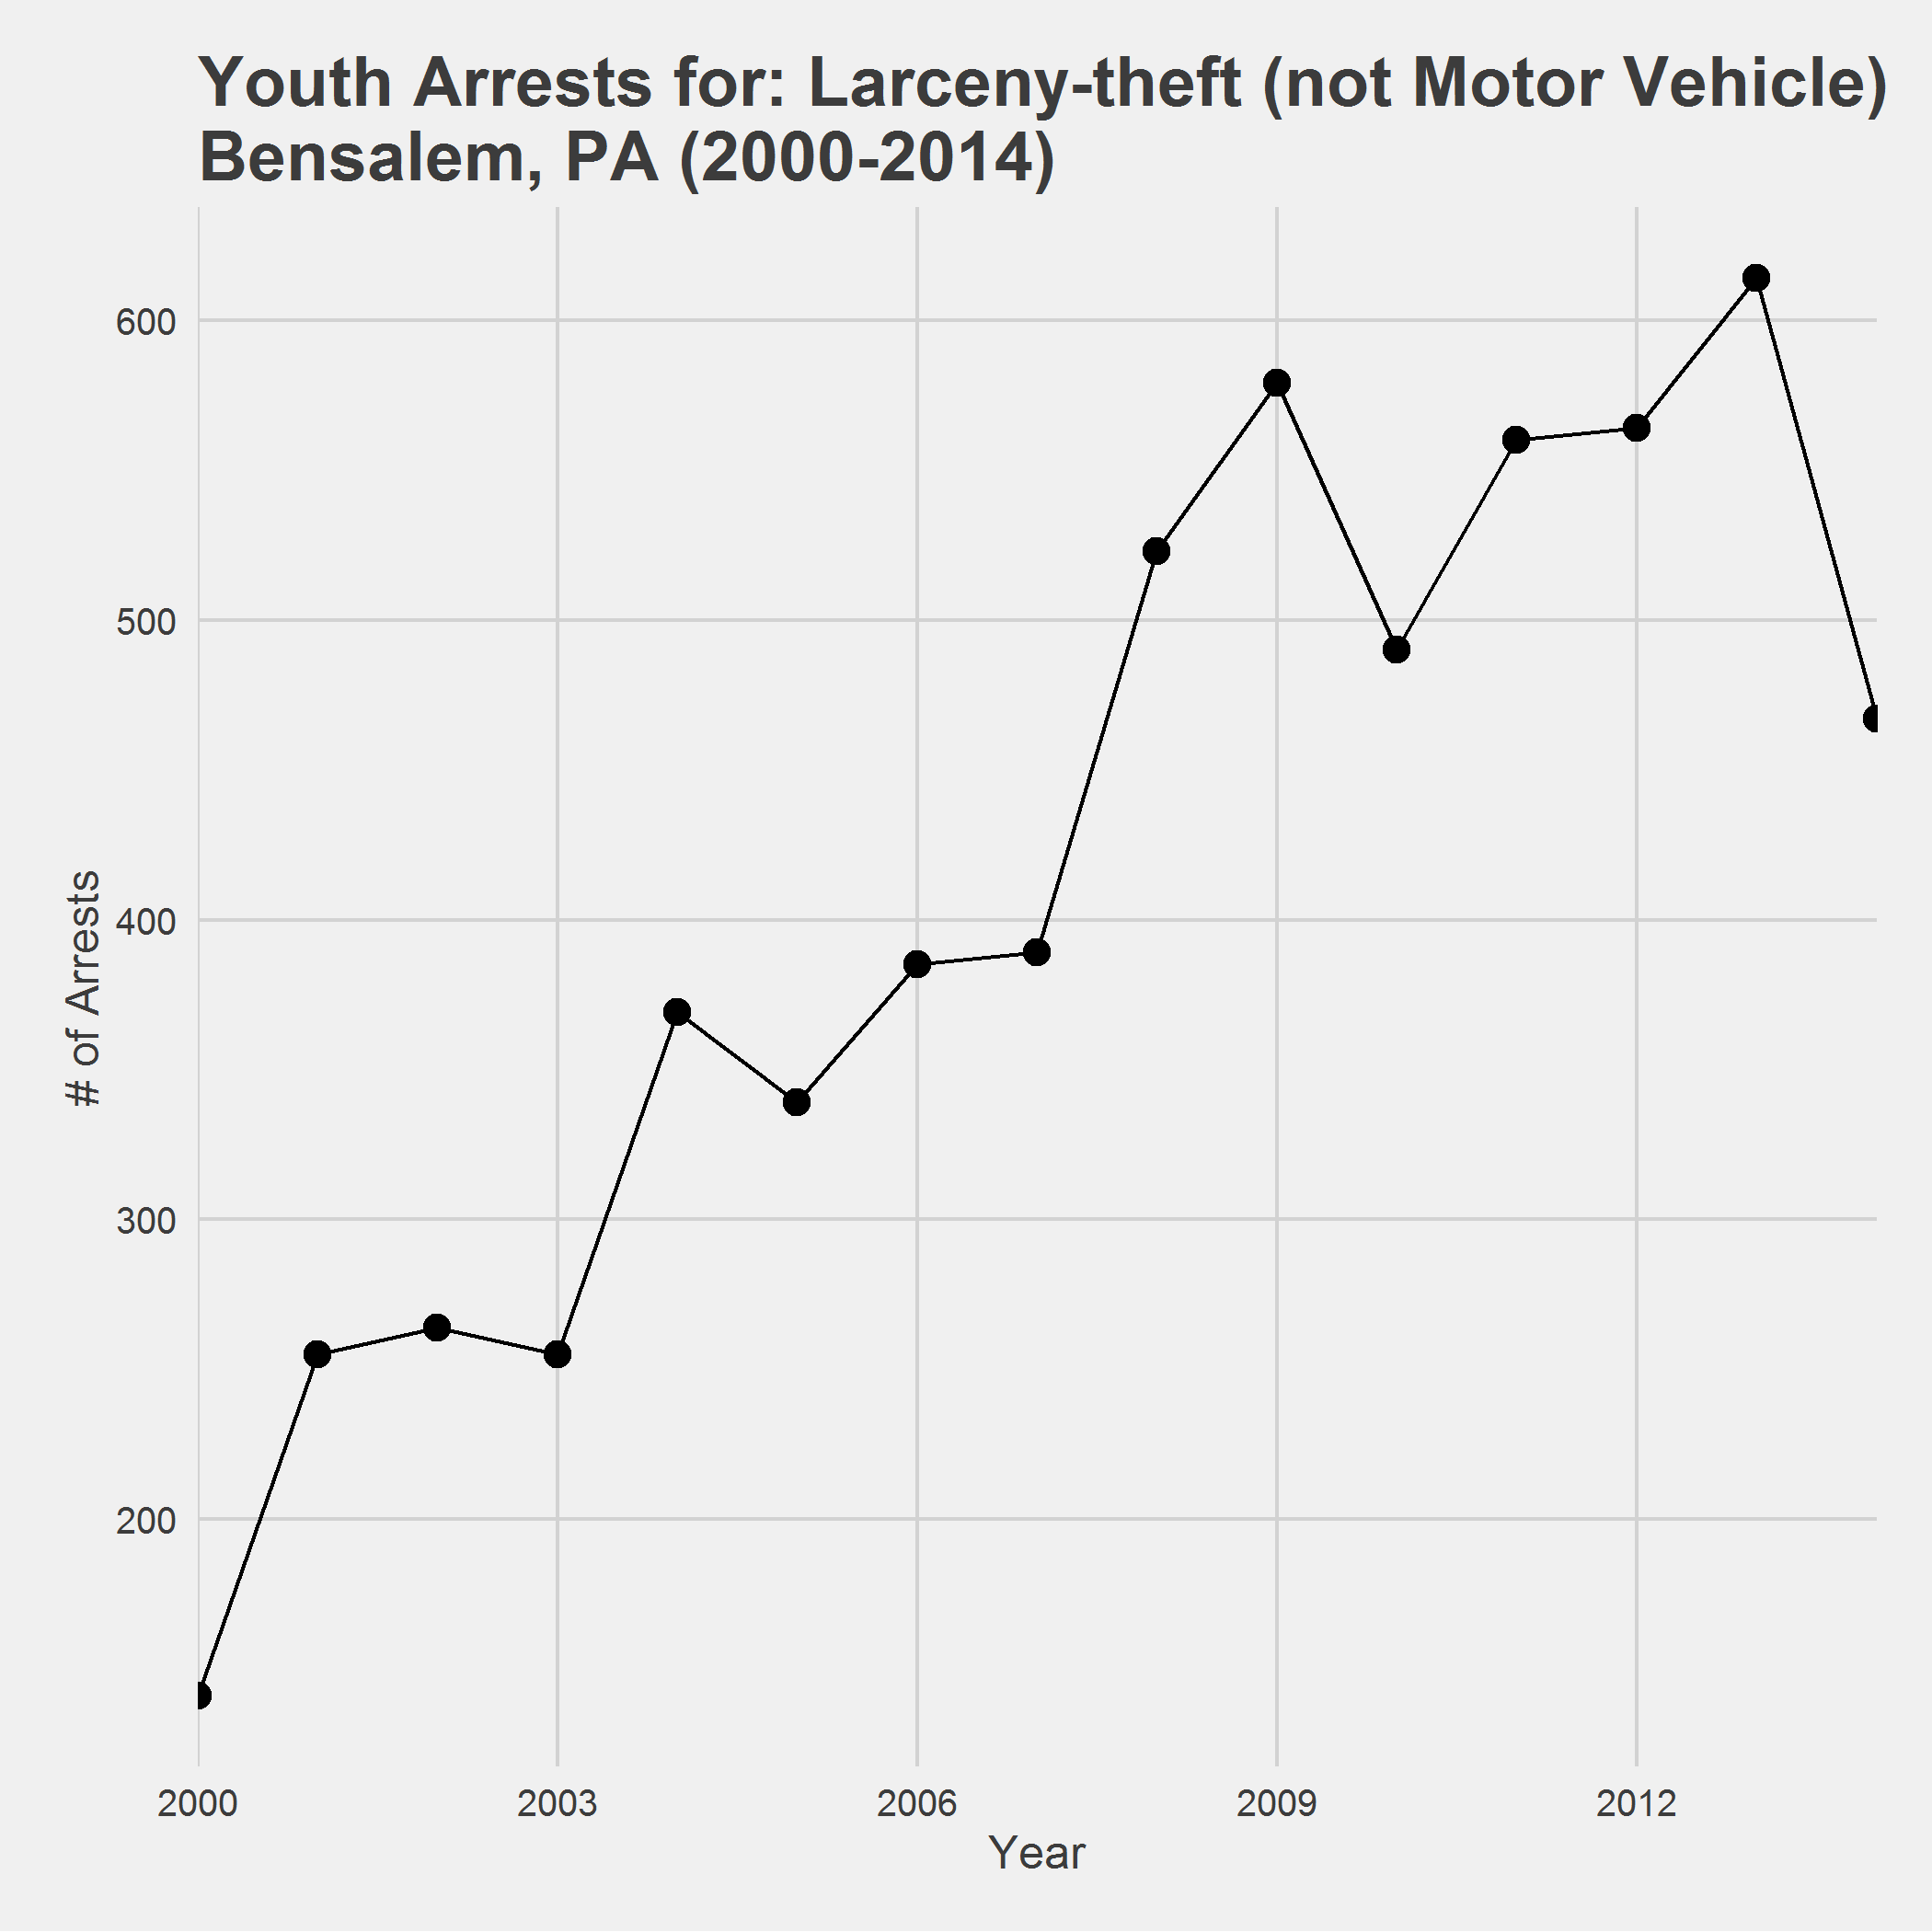 Youth Arrests for: Larceny-theft (not Motor Vehicle)
Bensalem, PA (2000-2014)
600
500
400
300
200
# of Arrests
2000 2003 2006 2009 2012
Year